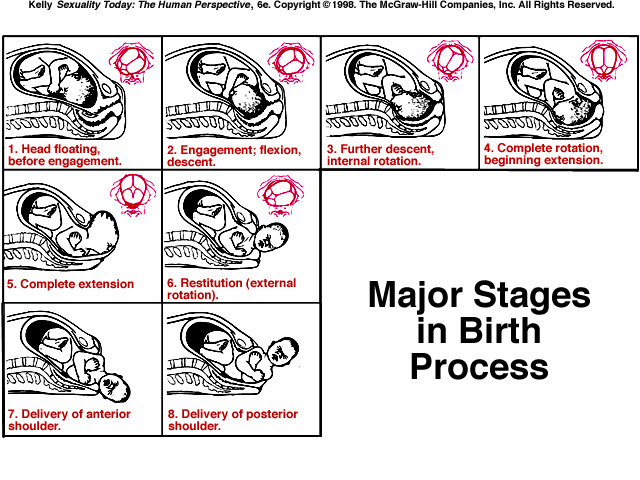 Kelly Sexuality Today: The Human Perspective, 6e. Copyright ©1998. The McGraw-Hill Companies, Inc. All Rights Reserved.
1. Head floating,
before engagement.
2. Engagement; flexion,
descent.
3. Further descent,
internal rotation.
4. Complete rotation,
beginning extension.
5. Complete extension
6. Restitution (external
rotation).
Major Stages
in Birth
Process
7. Delivery of anterior
shoulder.
8. Delivery of posterior
shoulder.